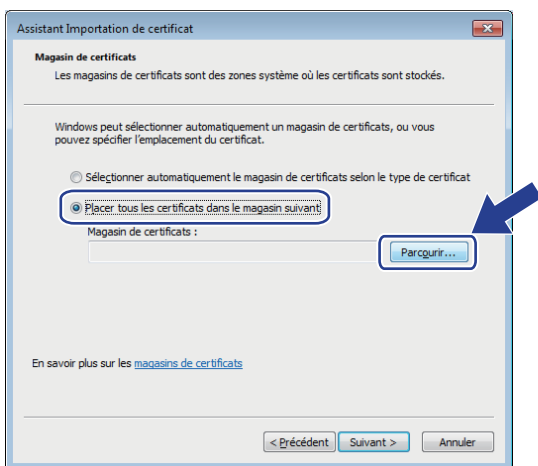 Assistant Importation de certificat
Magasin de certificats
Les magasins de certificats sont des zones système où les certificats sont stockés.
Windows peut sélectionner automatiquement un magasin de certificats, ou vous
pouvez spécifier l'emplacement du certificat.
Sélectionner automatiquement le magasin de certificats selon le type de certificat
Placer tous les certificats dans le magasin suivant
Magasin de certificats :
Parcourir...
En savoir plus sur les magasins de certificats
< Précédent Suivant > Annuler